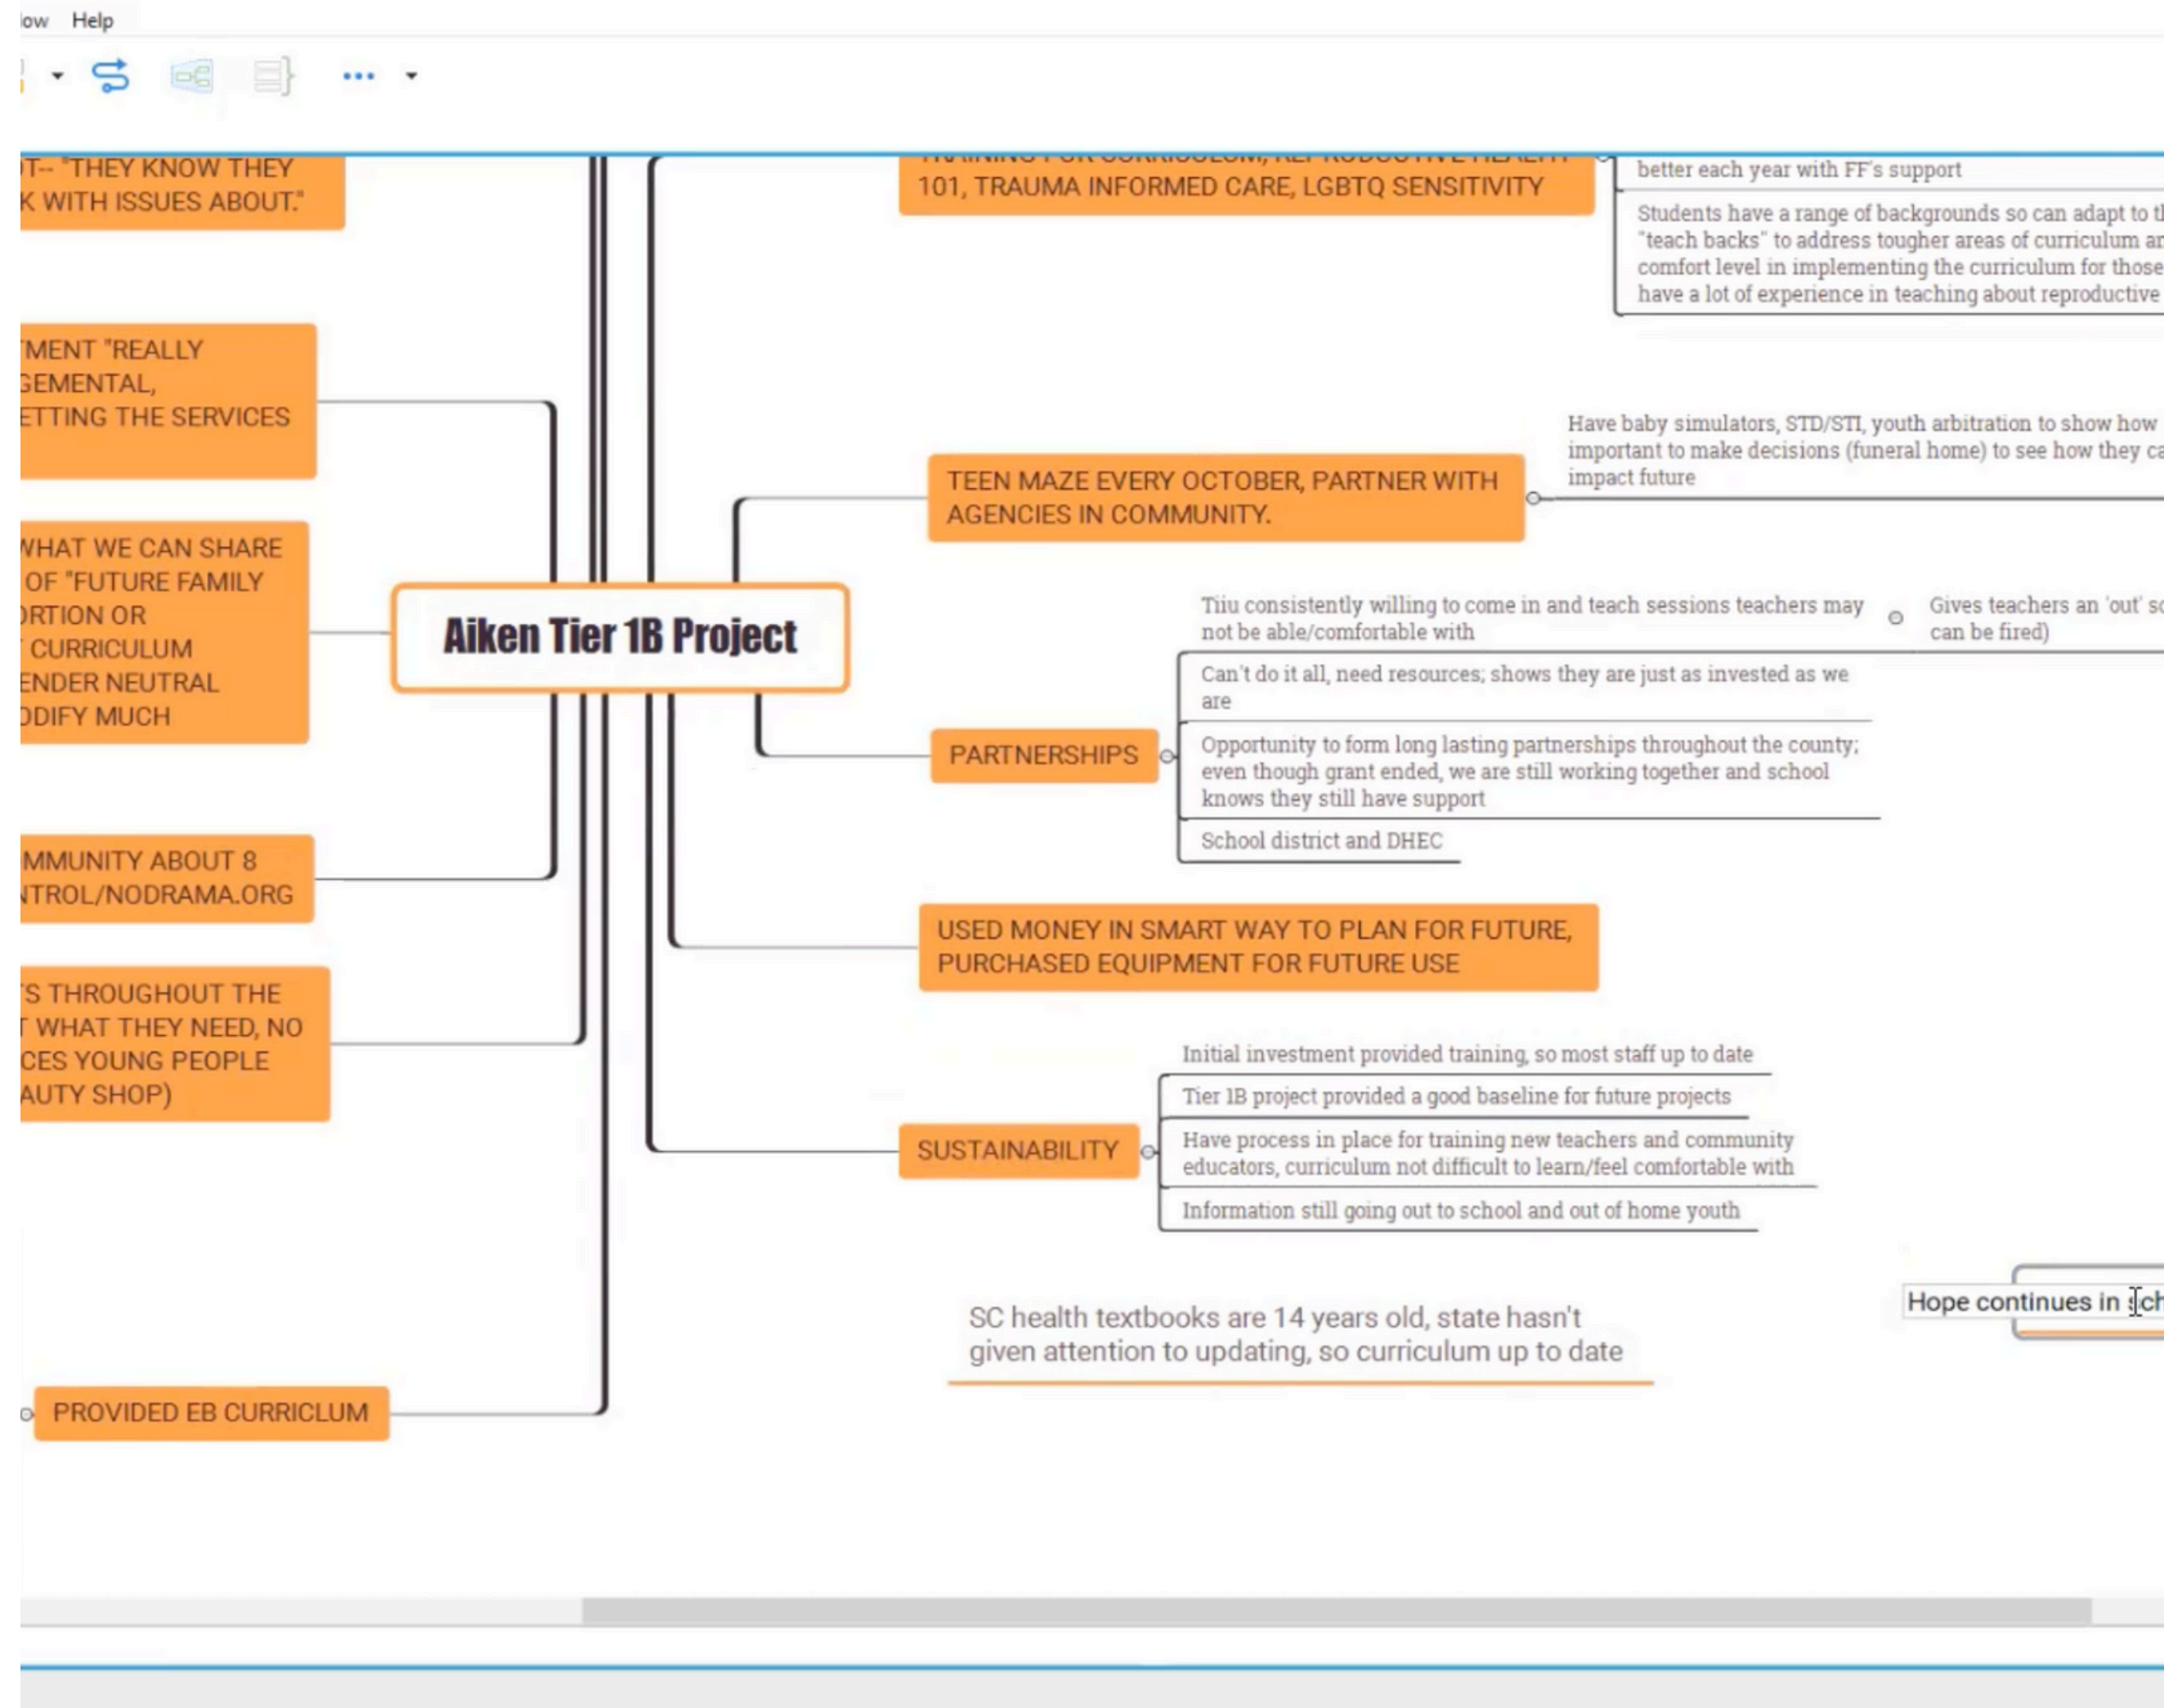 Help
T-- "THEY KNOW THEY
K WITH ISSUES ABOUT."
TMENT "REALLY
GEMENTAL,
ETTING THE SERVICES
WHAT WE CAN SHARE
OF "FUTURE FAMILY
ORTION OR
CURRICULUM
ENDER NEUTRAL
ODIFY MUCH
MMUNITY ABOUT 8
NTROL/NODRAMA.ORG
TS THROUGHOUT THE
T WHAT THEY NEED, NO
CES YOUNG PEOPLE
AUTY SHOP)
PROVIDED EB CURRICLUM
Aiken Tier 1B Project
TRAINING FOR CURRICULUM, REPRODUCTIVE HEALTH
101, TRAUMA INFORMED CARE, LGBTQ SENSITIVITY
better each year with FF's support
Students have a range of backgrounds so can adapt to
"teach backs" to address tougher areas of curriculum
comfort level in implementing the curriculum for those
have a lot of experience in teaching about reproductive
TEEN MAZE EVERY OCTOBER, PARTNER WITH
AGENCIES IN COMMUNITY.
Have baby simulators, STD/STI, youth arbitration to show how
important to make decisions (funeral home) to see how they
impact future
PARTNERSHIPS
Tiiu consistently willing to come in and teach sessions teachers may
not be able/comfortable with
Gives teachers an 'out'
can be fired)
Can't do it all, need resources; shows they are just as invested as we
are
Opportunity to form long lasting partnerships throughout the county;
even though grant ended, we are still working together and school
knows they still have support
School district and DHEC
USED MONEY IN SMART WAY TO PLAN FOR FUTURE,
PURCHASED EQUIPMENT FOR FUTURE USE
SUSTAINABILITY
Initial investment provided training, so most staff up to date
Tier 1B project provided a good baseline for future projects
Have process in place for training new teachers and community
educators, curriculum not difficult to learn/feel comfortable with
Information still going out to school and out of home youth
SC health textbooks are 14 years old, state hasn't
given attention to updating, so curriculum up to date
Hope continues in